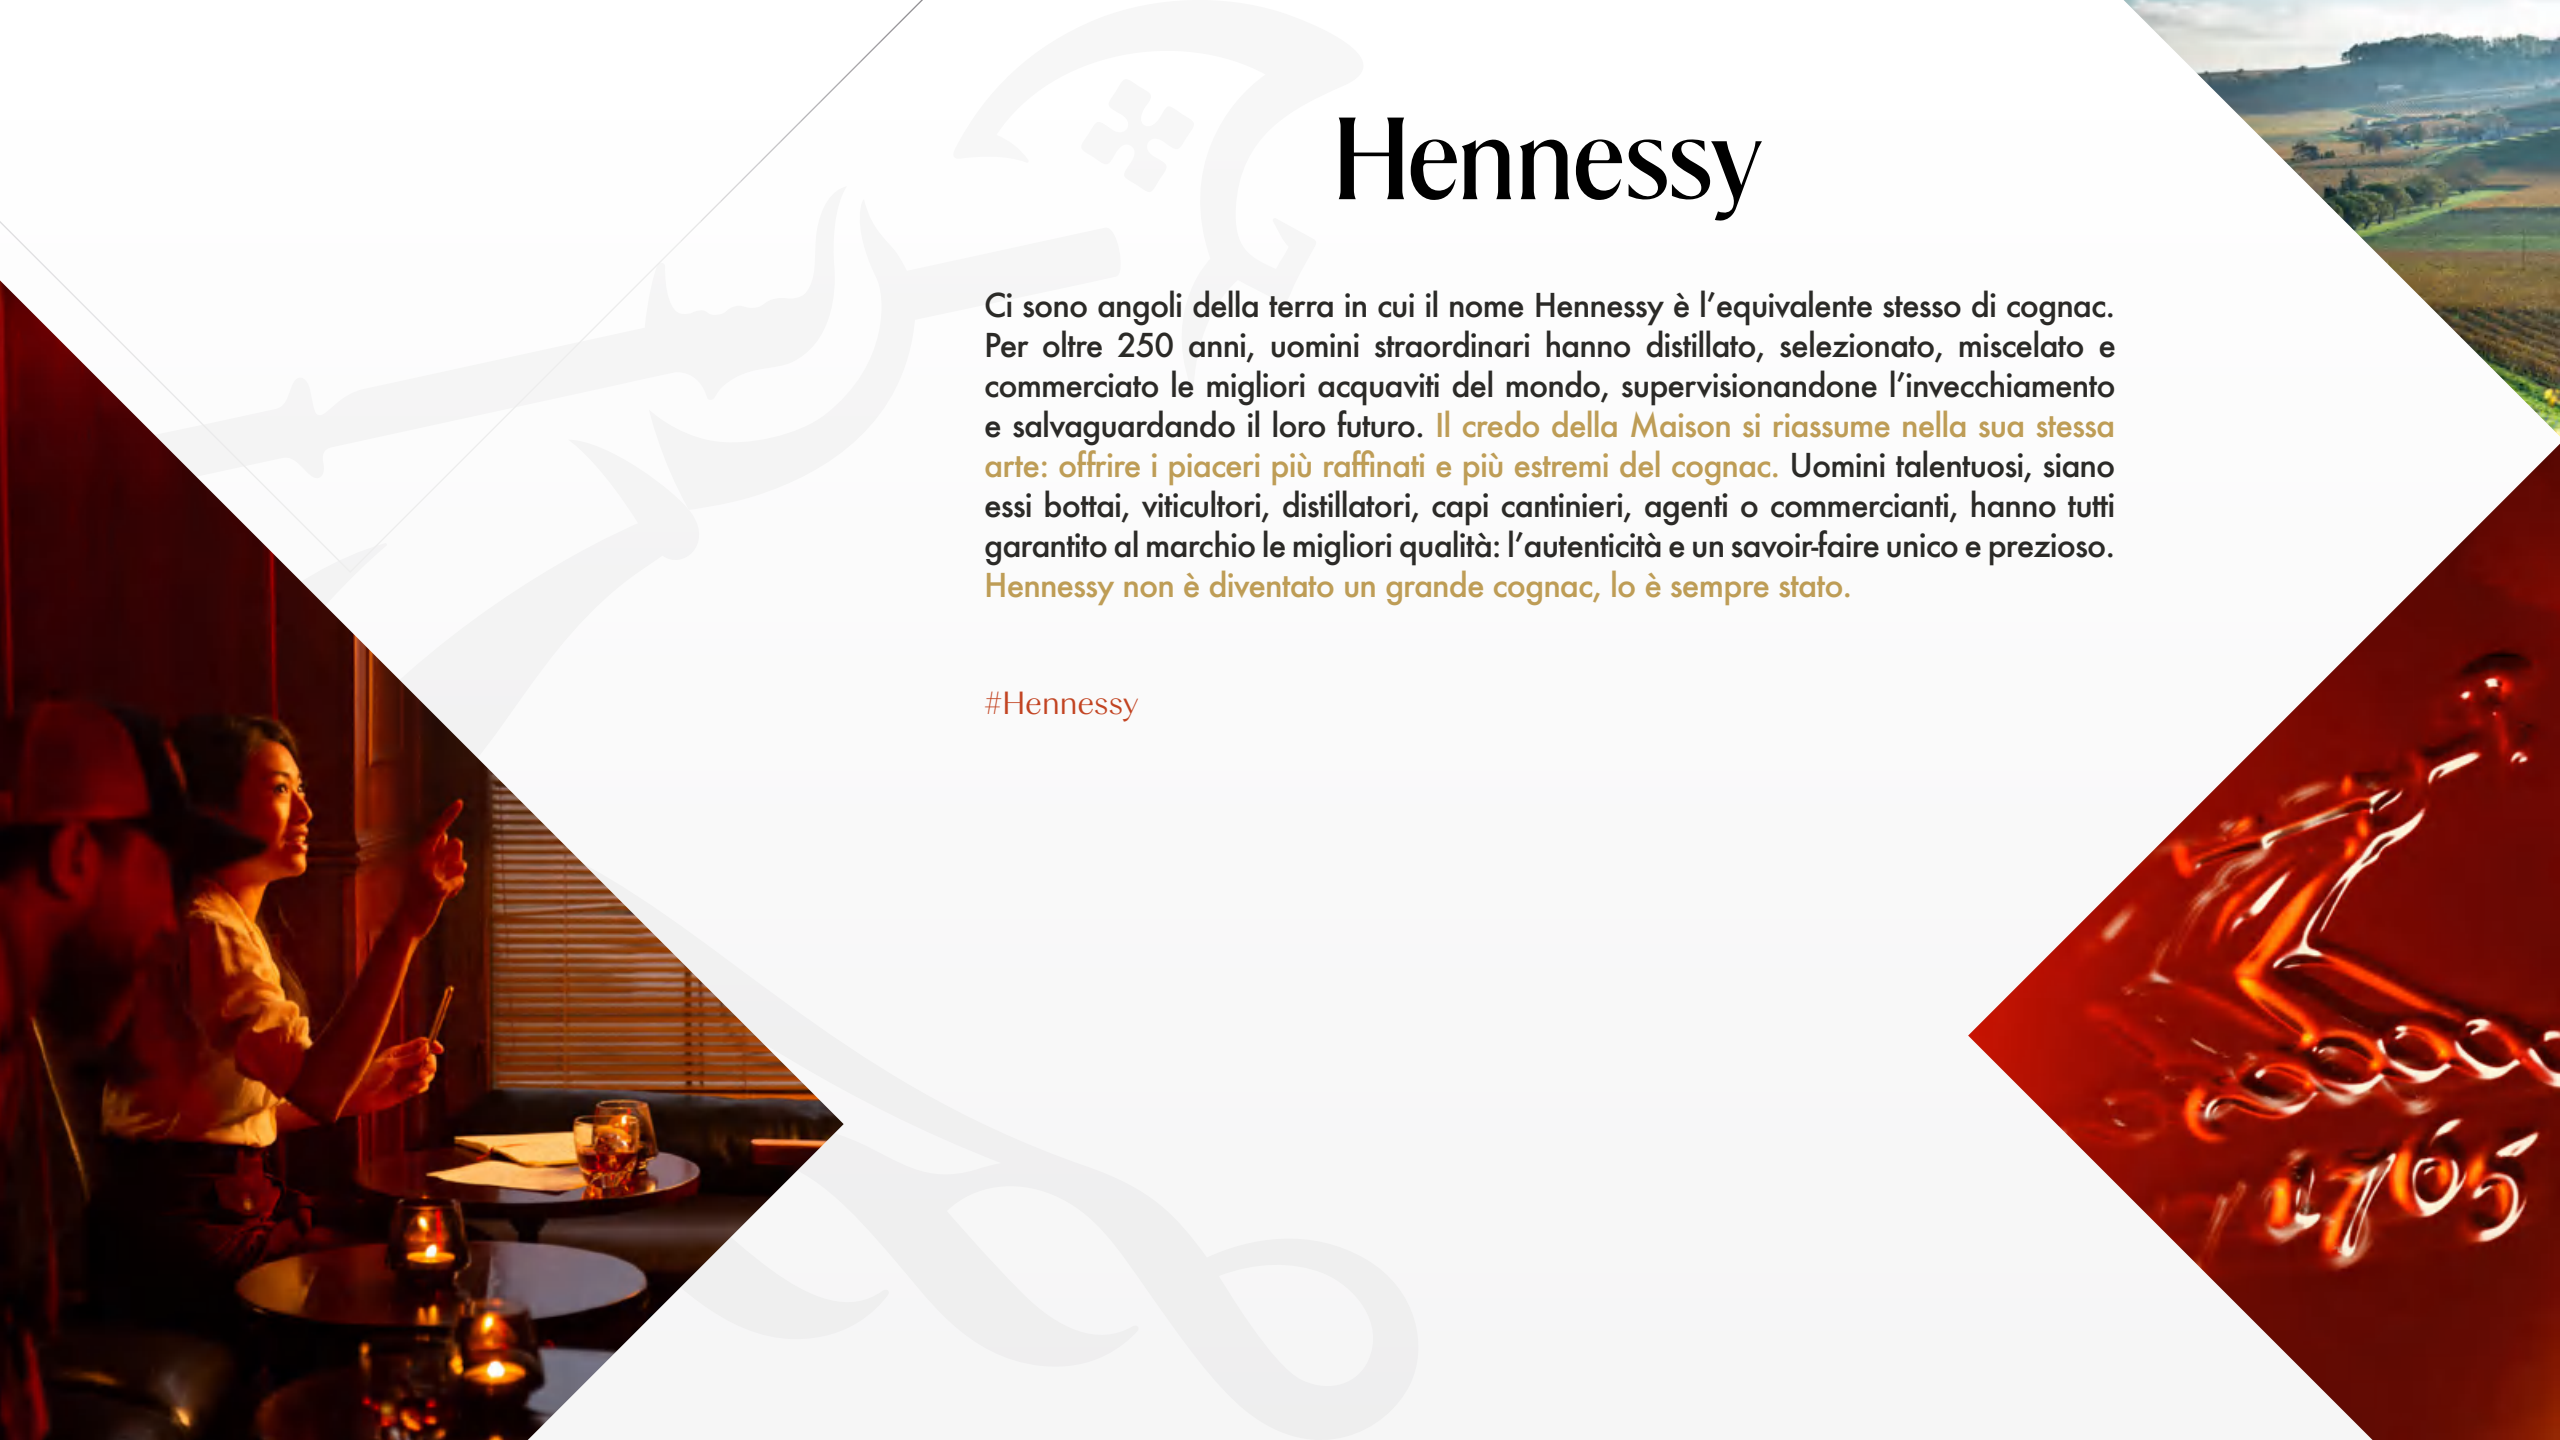 Hennessy
Ci sono angoli della terra in cui il nome Hennessy è l’equivalente stesso di cognac.
Per oltre 250 anni, uomini straordinari hanno distillato, selezionato, miscelato e
commerciato le migliori acquaviti del mondo, supervisionandone l’invecchiamento
e salvaguardando il loro futuro. Il credo della Maison si riassume nella sua stessa
arte: offrire i piaceri più raffinati e più estremi del cognac. Uomini talentuosi, siano
essi bottai, viticultori, distillatori, capi cantinieri, agenti o commercianti, hanno tutti
garantito al marchio le migliori qualità: l’autenticità e un savoir-faire unico e prezioso.
Hennessy non è diventato un grande cognac, lo è sempre stato.
#Hennessy
1765